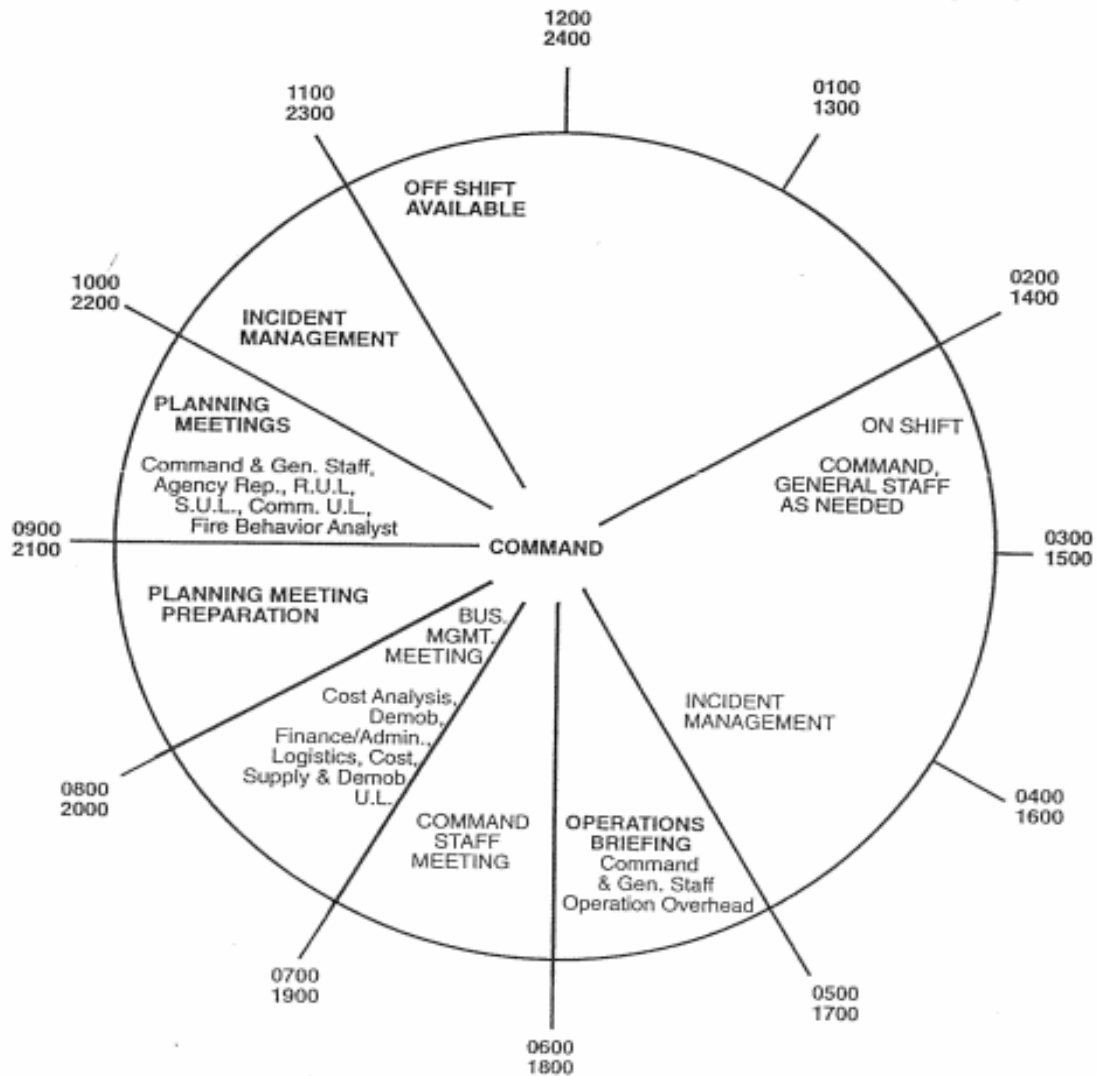 1200
2400
0100
1300
0200
1400
0300
1500
0400
1600
0500
1700
0600
1800
0700
1900
0800
2000
0900
2100
1000
2200
1100
2300
OFF SHIFT
AVAILABLE
ON SHIFT
COMMAND,
GENERAL STAFF
AS NEEDED
INCIDENT
MANAGEMENT
OPERATIONS
BRIEFING
Command
& Gen. Staff
Operation Overhead
COMMAND
STAFF
MEETING
BUS.
MGMT.
MEETING
Cost Analysis,
Demob,
Finance/Admin.,
Logistics, Cost,
Supply & Demob
U.L.
PLANNING MEETING
PREPARATION
PLANNING
MEETINGS
Command & Gen. Staff,
Agency Rep., R.U.L,
S.U.L., Comm. U.L.,
Fire Behavior Analyst
INCIDENT
MANAGEMENT
COMMAND